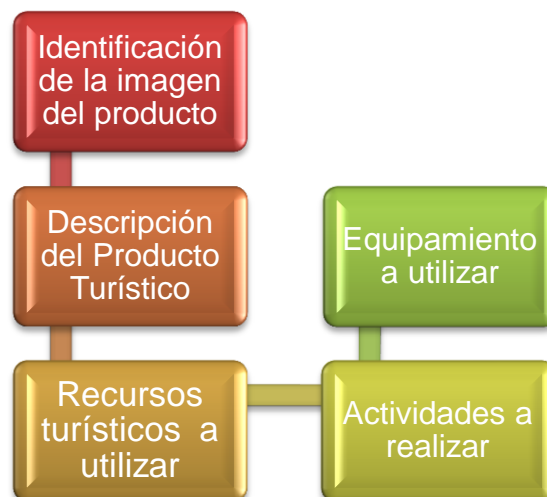 Identificación
de la imagen
del producto
Descripción
del Producto
Turístico
Recursos
turísticos a
utilizar
Actividades a
realizar
Equipamiento
a utilizar